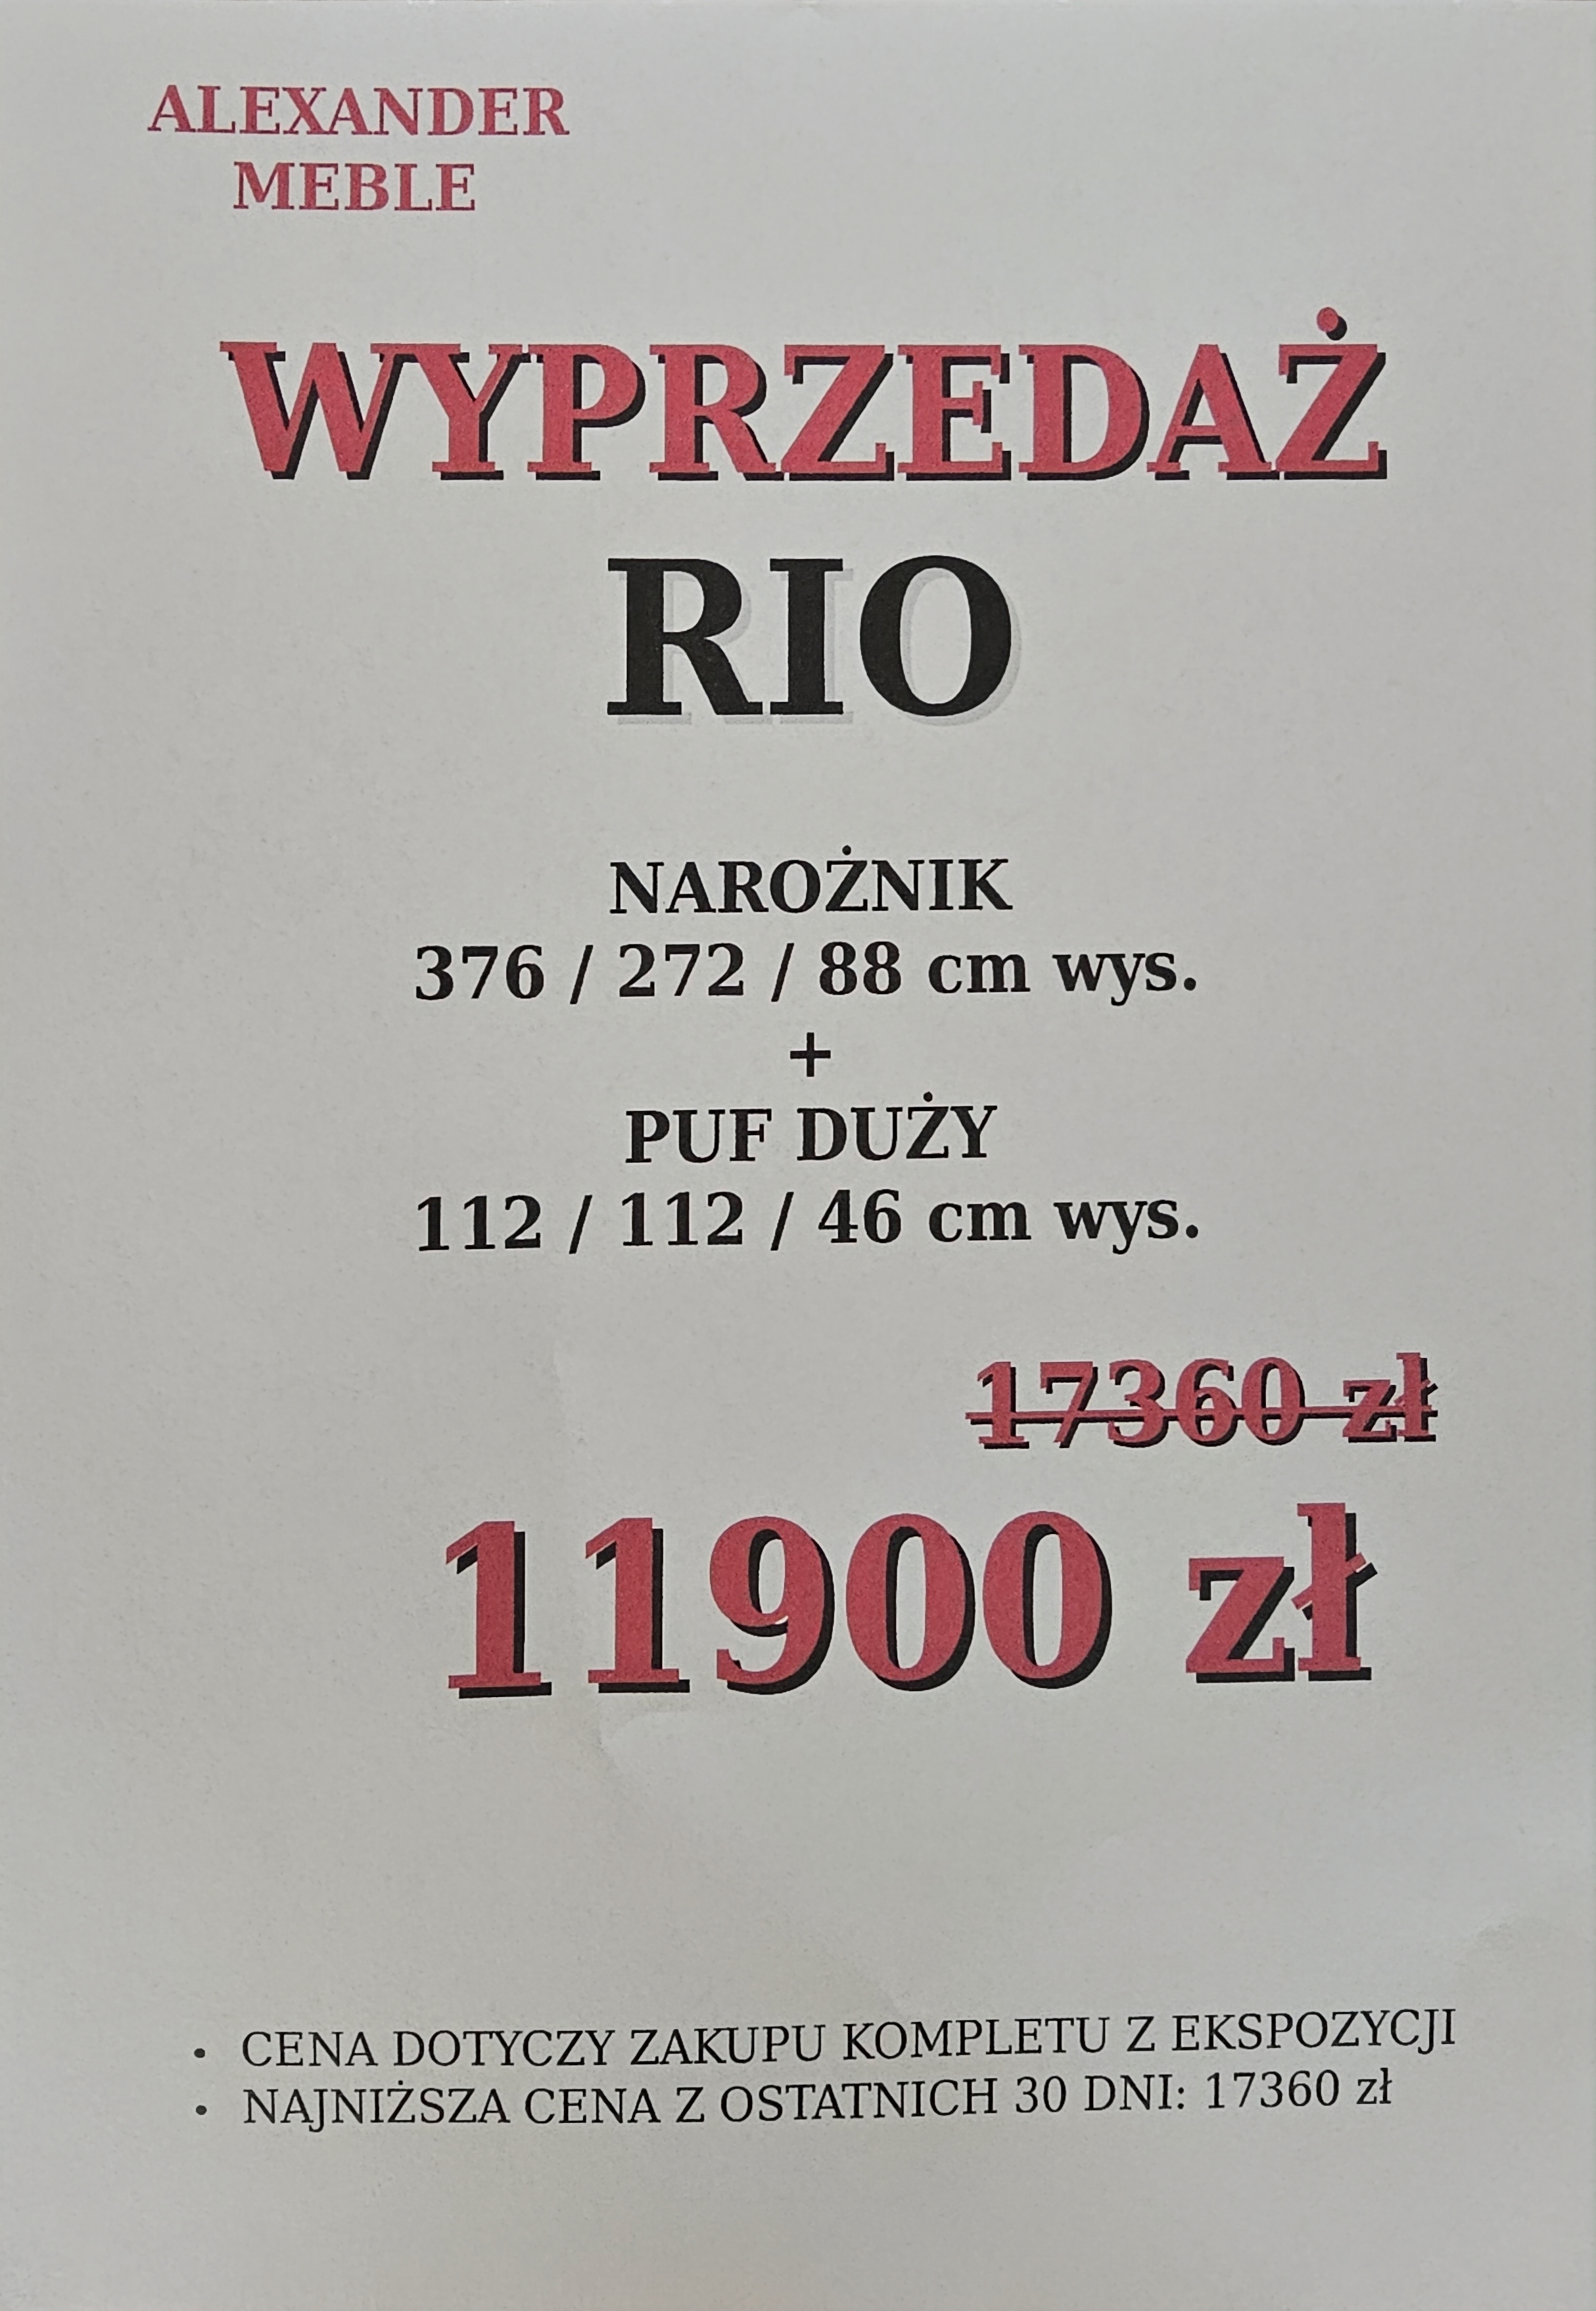 ALEXANDER
MEBLE
WYPRZEDAŻ
RIO
NAROŻNIK
376 / 272 / 88 cm wys.
+
PUF DUŻY
112 / 112 / 46 cm wys.
17360 zł
11900 zł
• CENA DOTYCZY ZAKUPU KOMPLETU Z EKSPOZYCJI
• NAJNIŻSZA CENA Z OSTATNICH 30 DNI: 17360 zł